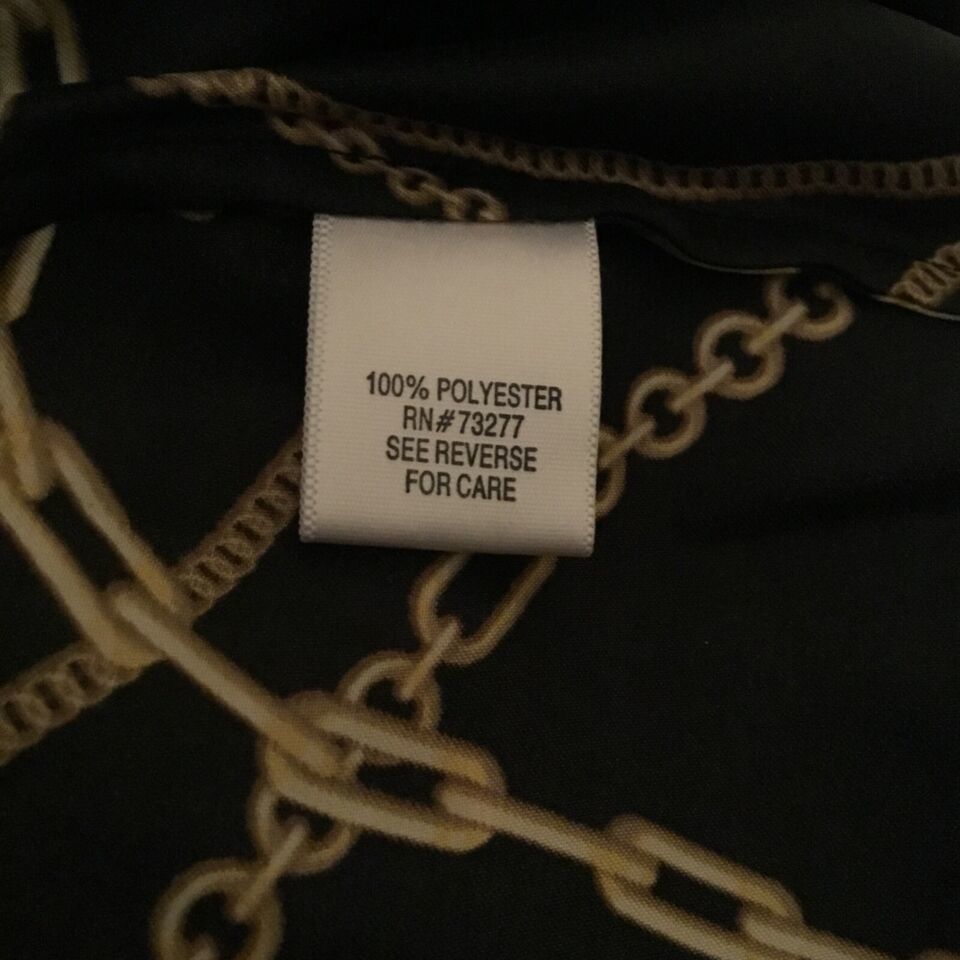 100% POLYESTER
RN#73277
SEE REVERSE
FOR CARE